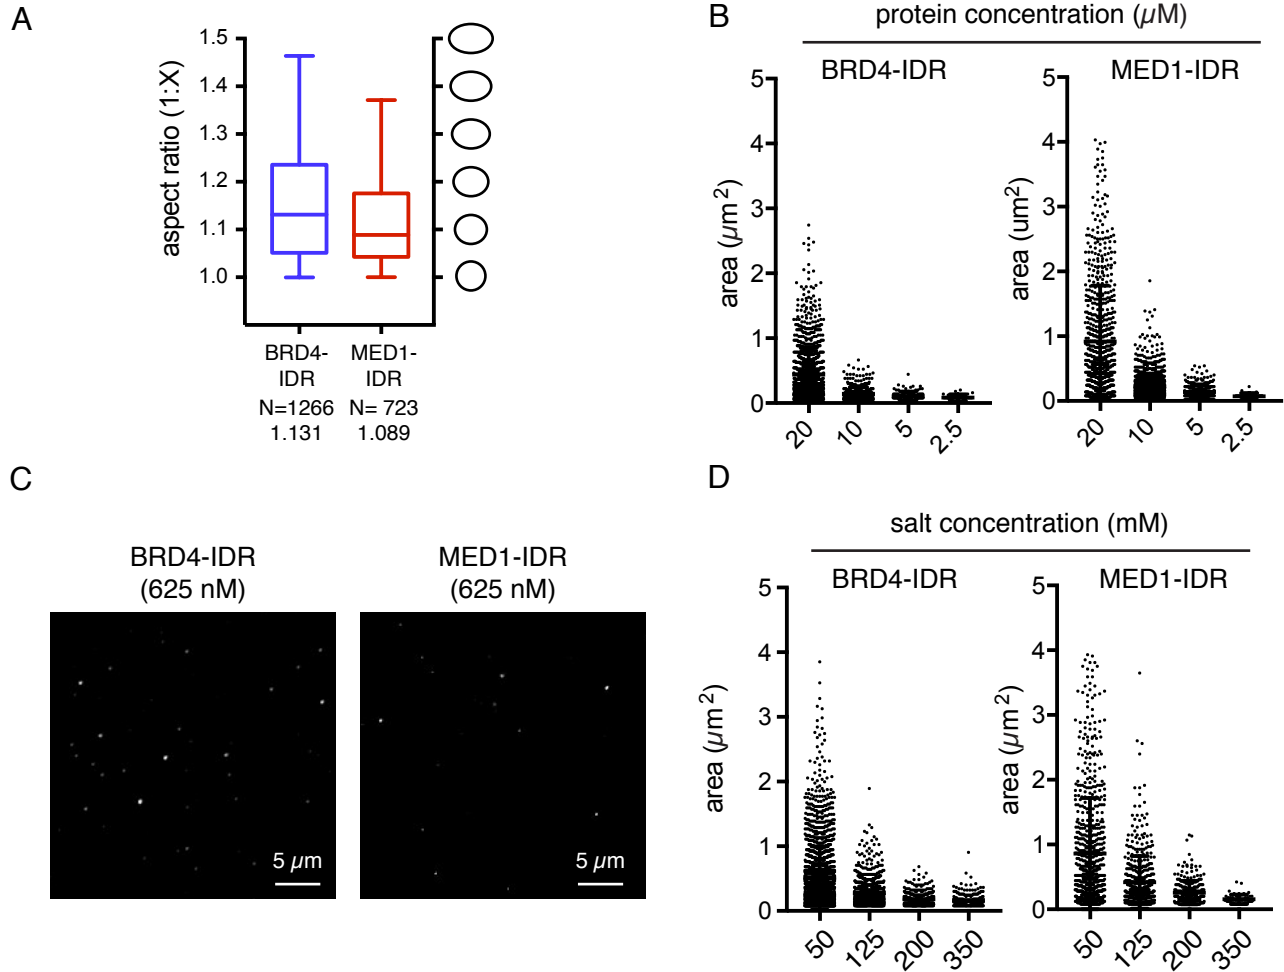 A
aspect ratio (1:X)
1.5
1.4
1.3
1.2
1.1
1.0
BRD4-
IDR
N=1266
1.131
MED1-
IDR
N= 723
1.089
B
protein concentration (µM)
BRD4-IDR
area (µm²)
5
4
3
2
1
0
20
10
5
2.5
MED1-IDR
area (um²)
5
4
3
2
1
0
20
10
5
2.5
C
BRD4-IDR
(625 nM)
5 µm
MED1-IDR
(625 nM)
5 µm
D
salt concentration (mM)
BRD4-IDR
area (µm²)
5
4
3
2
1
0
50
125
200
350
MED1-IDR
area (µm²)
5
4
3
2
1
0
50
125
200
350